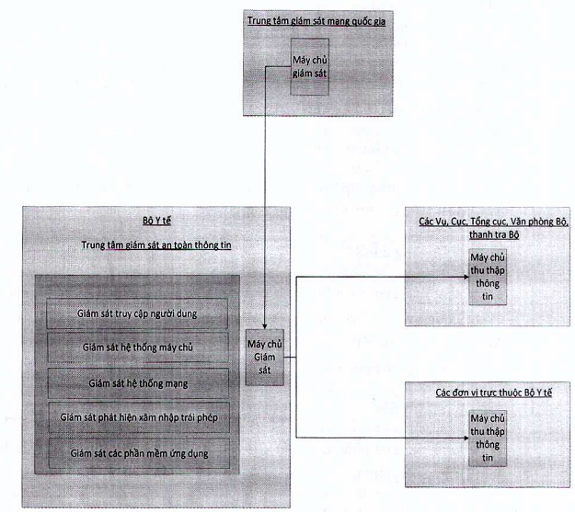 Trung tâm giám sát mạng quốc gia
Máy chủ
giám sát
Bộ Y tế
Trung tâm giám sát an toàn thông tin
Giám sát truy cập người dung
Giám sát hệ thống máy chủ
Giám sát hệ thống mạng
Giám sát phát hiện xâm nhập trái phép
Giám sát các phần mềm ứng dụng
Máy chủ
Giám
sát
Các Vụ, Cục, Tổng cục, Văn phòng Bộ,
thanh tra Bộ
Máy chủ
thu thập
thông
tin
Các đơn vị trực thuộc Bộ Y tế
Máy chủ
thu thập
thông
tin